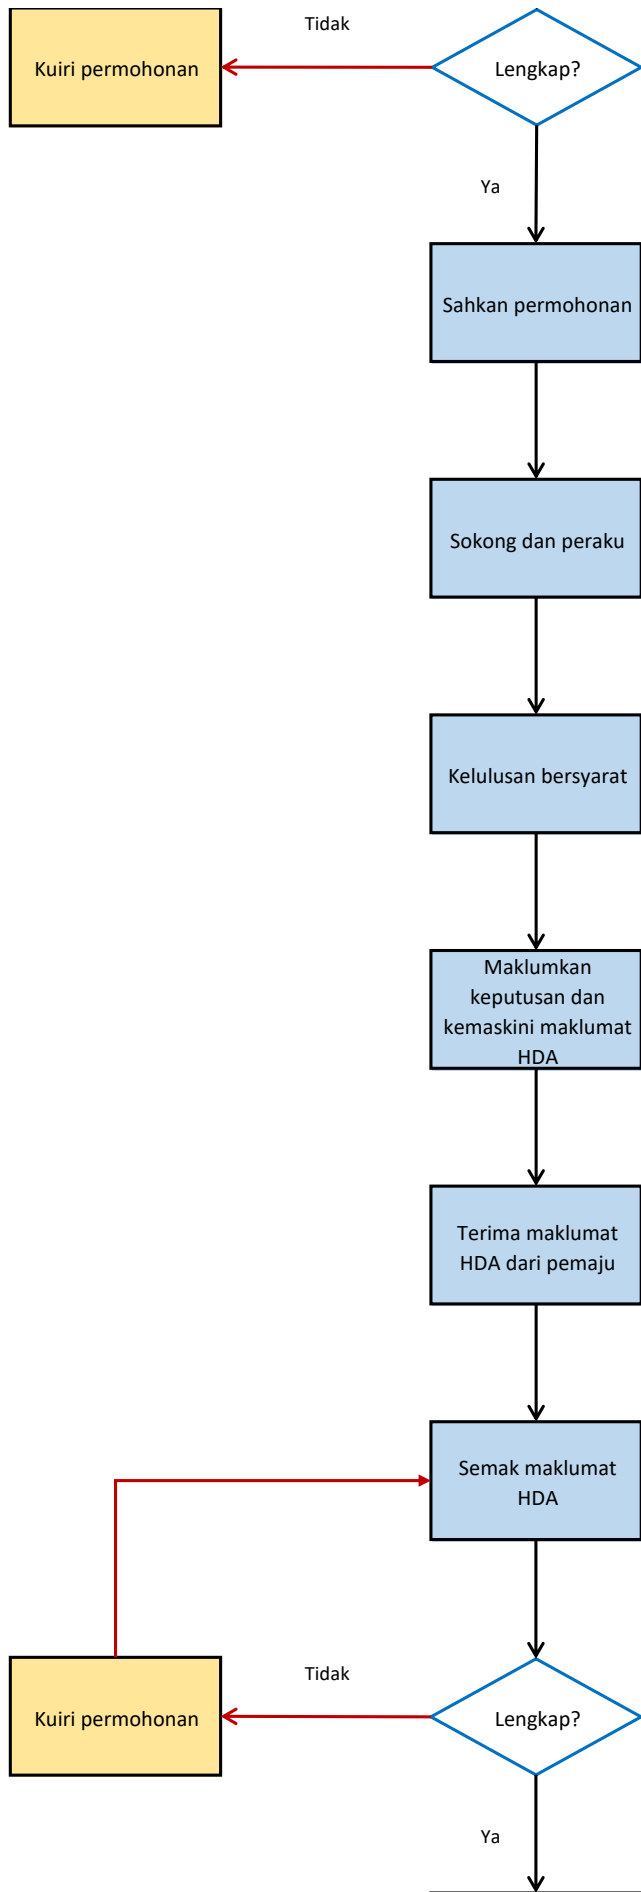 Tidak
Kuiri permohonan
Lengkap?
Ya
Sahkan permohonan
Sokong dan peraku
Kelulusan bersyarat
Maklumkan
keputusan dan
kemaskini maklumat
HDA
Terima maklumat
HDA dari pemaju
Semak maklumat
HDA
Tidak
Kuiri permohonan
Lengkap?
Ya